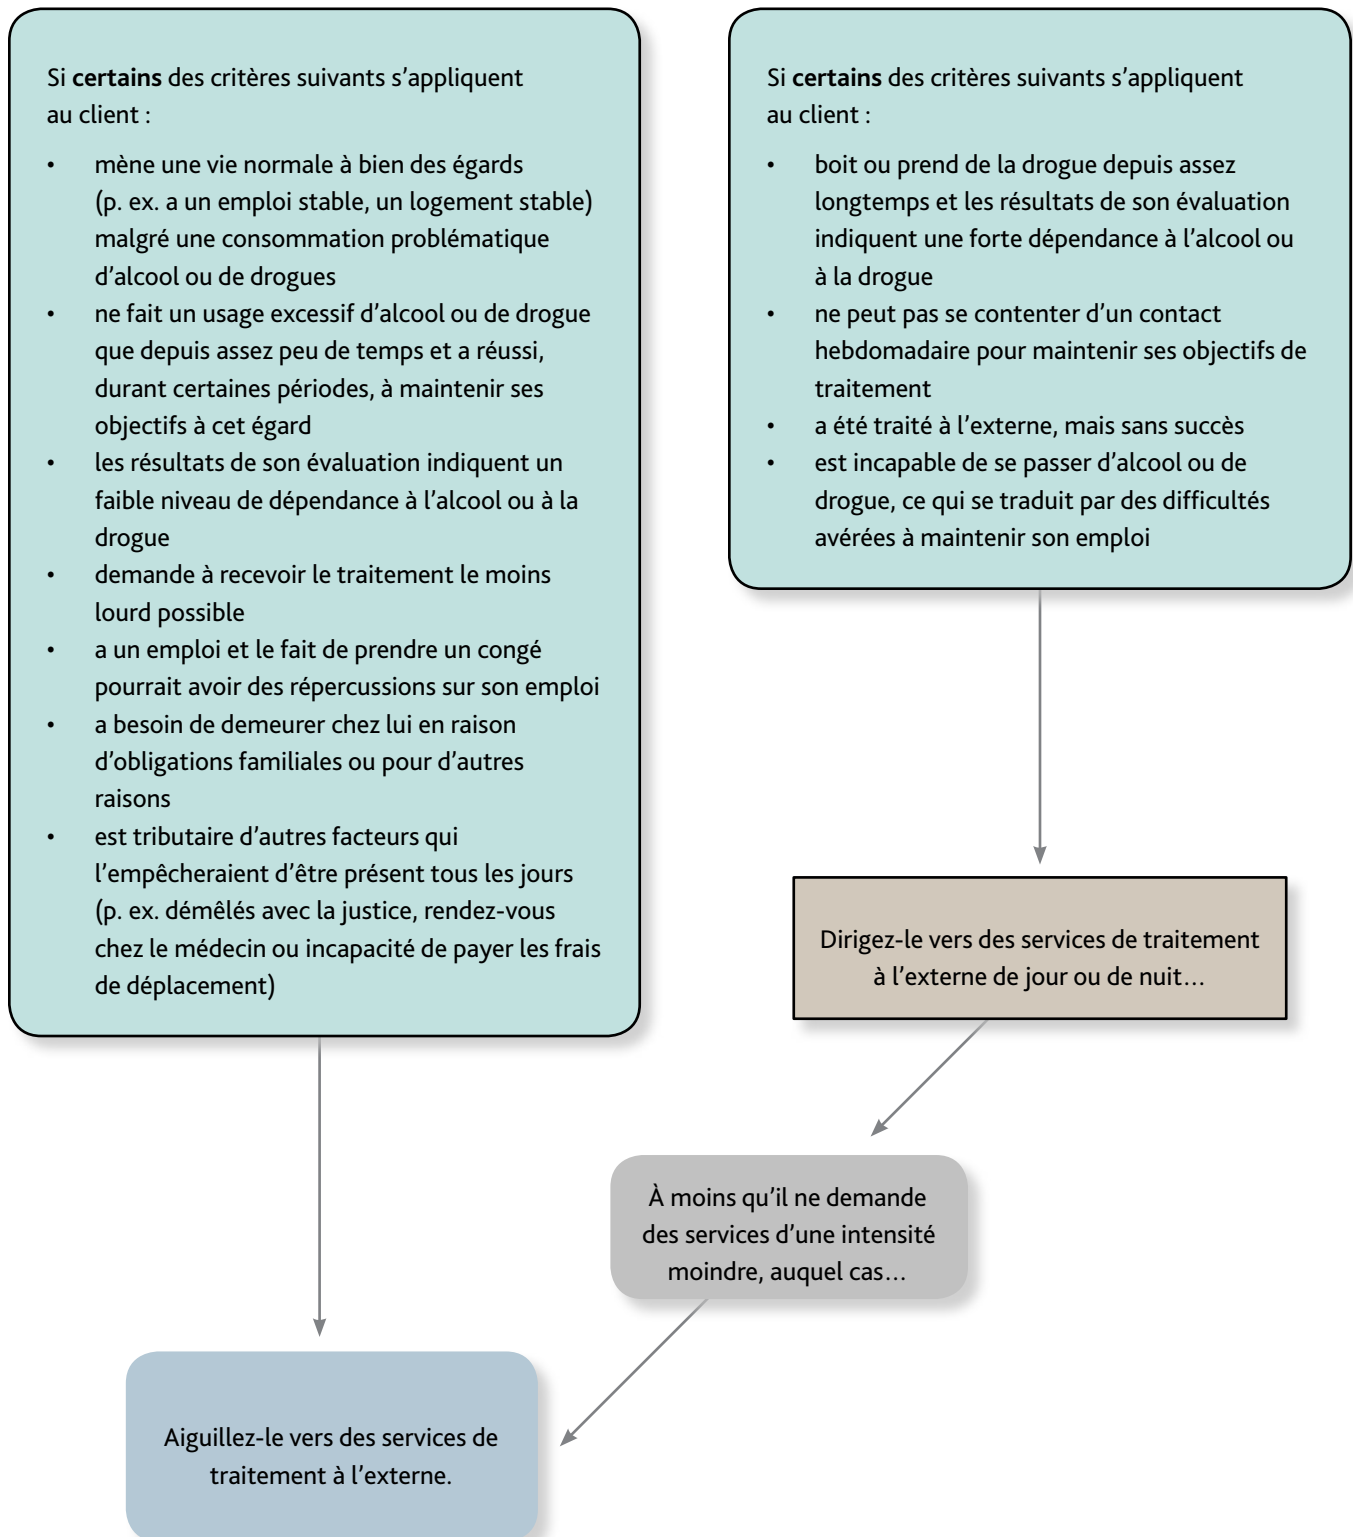 Si certains des critères suivants s’appliquent
au client :
• mène une vie normale à bien des égards
(p. ex. a un emploi stable, un logement stable)
malgré une consommation problématique
d’alcool ou de drogues
• ne fait un usage excessif d’alcool ou de drogue
que depuis assez peu de temps et a réussi,
durant certaines périodes, à maintenir ses
objectifs à cet égard
• les résultats de son évaluation indiquent un
faible niveau de dépendance à l’alcool ou à la
drogue
• demande à recevoir le traitement le moins
lourd possible
• a un emploi et le fait de prendre un congé
pourrait avoir des répercussions sur son emploi
• a besoin de demeurer chez lui en raison
d’obligations familiales ou pour d’autres
raisons
• est tributaire d’autres facteurs qui
l’empêcheraient d’être présent tous les jours
(p. ex. démêlés avec la justice, rendez-vous
chez le médecin ou incapacité de payer les frais
de déplacement)
Si certains des critères suivants s’appliquent
au client :
• boit ou prend de la drogue depuis assez
longtemps et les résultats de son évaluation
indiquent une forte dépendance à l’alcool ou
à la drogue
• ne peut pas se contenter d’un contact
hebdomadaire pour maintenir ses objectifs de
traitement
• a été traité à l’externe, mais sans succès
• est incapable de se passer d’alcool ou de
drogue, ce qui se traduit par des difficultés
avérées à maintenir son emploi
Dirigez-le vers des services de traitement
à l’externe de jour ou de nuit…
À moins qu’il ne demande
des services d’une intensité
moindre, auquel cas…
Aiguillez-le vers des services de
traitement à l’externe.